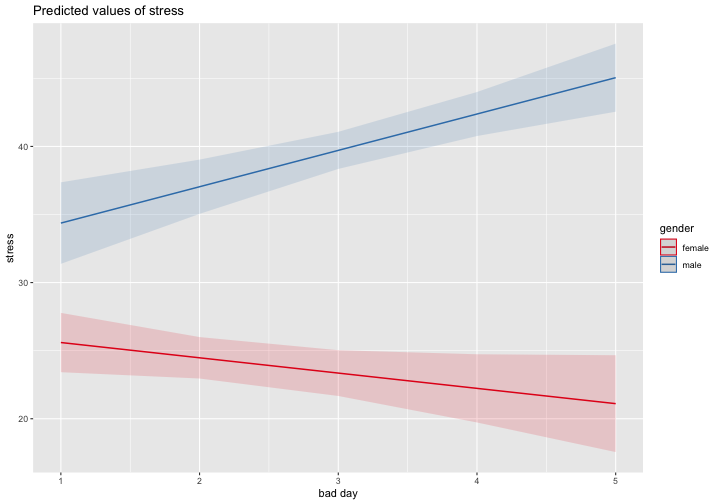 Predicted values of stress
stress
40
30
20
1 2 3 4 5
bad day
gender
female
male